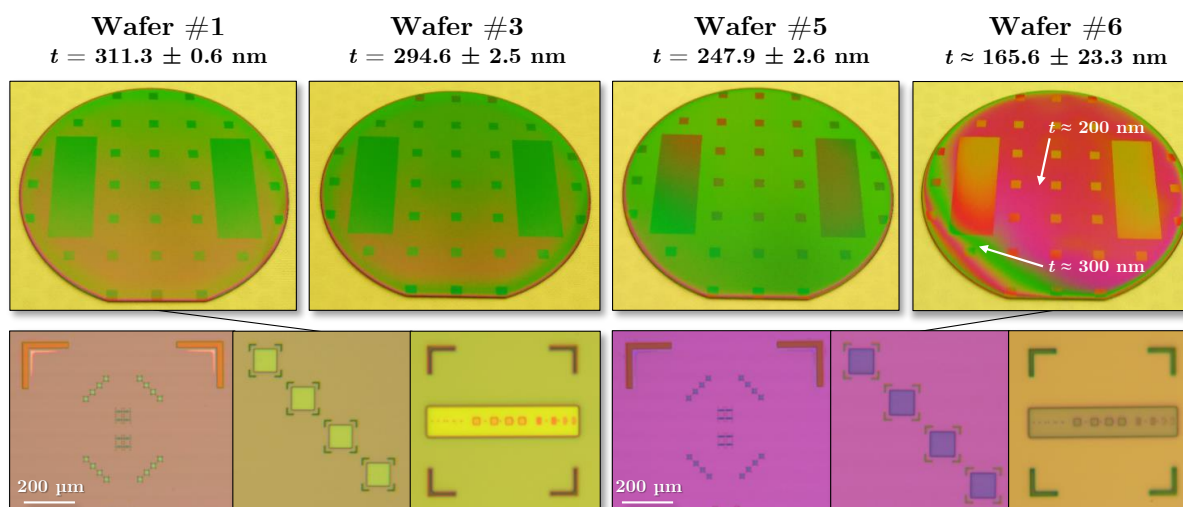 Wafer #1
t = 311.3 ± 0.6 nm
Wafer #3
t = 294.6 ± 2.5 nm
Wafer #5
t = 247.9 ± 2.6 nm
Wafer #6
t ≈ 165.6 ± 23.3 nm
t ≈ 200 nm
t ≈ 300 nm
200 µm
200 µm